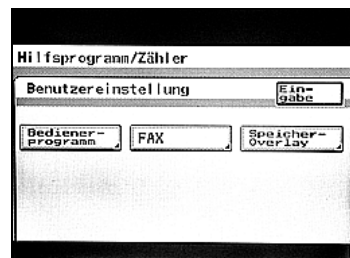 Hilfsprogramm/Zähler
Benutzereinstellung
Ein-
gabe
Bediener-
programm
FAX
Speicher-
Overlay